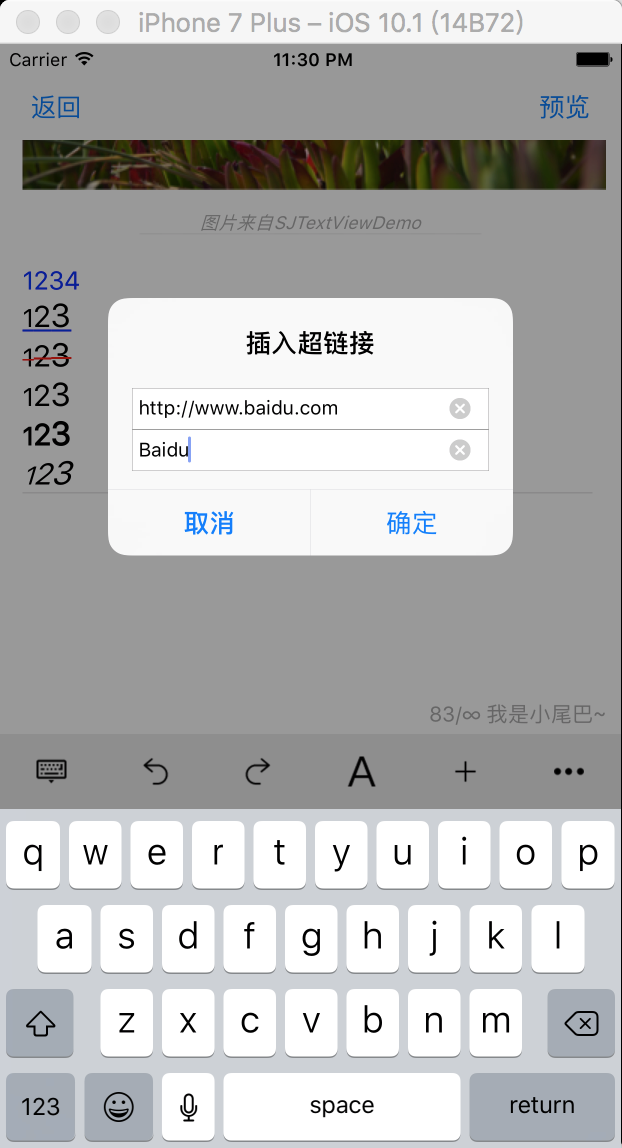 iPhone 7 Plus – iOS 10.1 (14B72)
Carrier 11:30 PM
返回 预览
图片来自SJTextViewDemo
1234
123
123
123
123
123
插入超链接
http://www.baidu.com
Baidu
取消 确定
83/∞ 我是小尾巴~
A
q w e r t y u i o p
a s d f g h j k l
z x c v b n m
123 space return